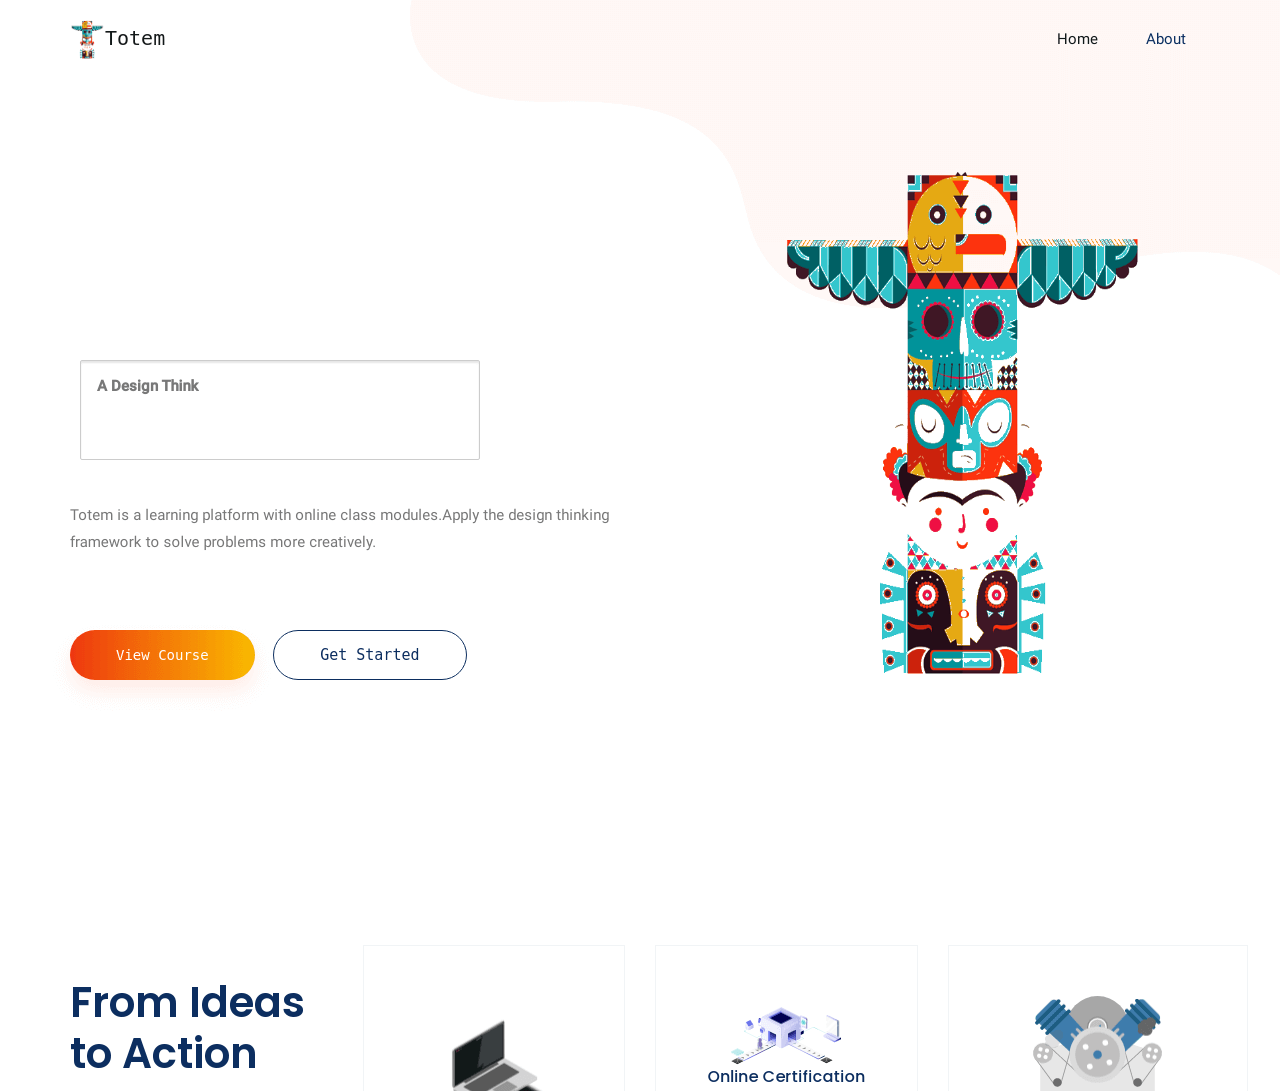 Totem
Home
About
A Design Think
Totem is a learning platform with online class modules.Apply the design thinking
framework to solve problems more creatively.
View Course
Get Started
From Ideas
to Action
Online Certification